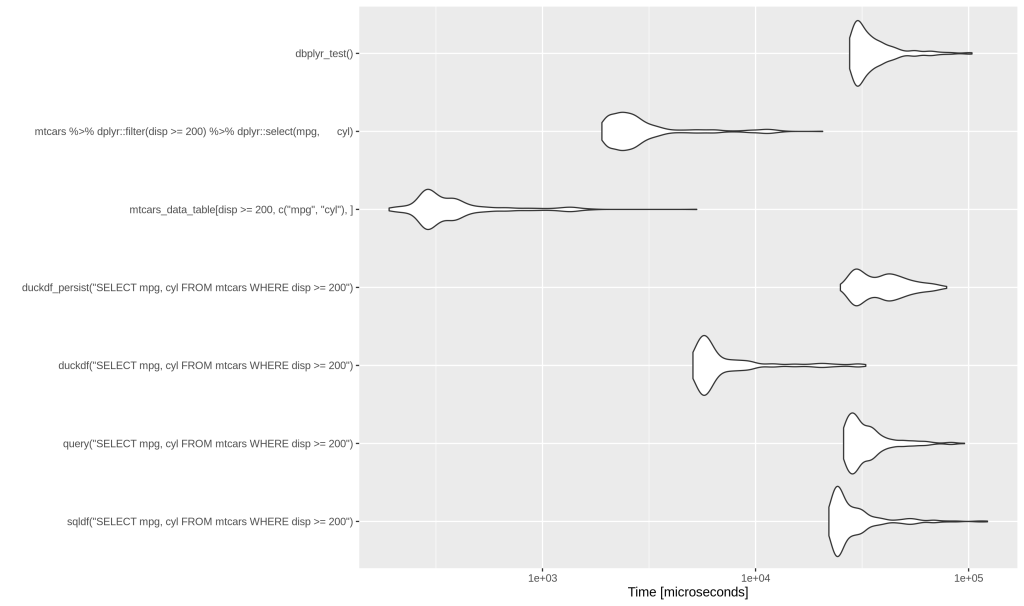 dbplyr_test()
mtcars %>% dplyr::filter(disp >= 200) %>% dplyr::select(mpg,      cyl)
mtcars_data_table[disp >= 200, c("mpg", "cyl"), ]
duckdf_persist("SELECT mpg, cyl FROM mtcars WHERE disp >= 200")
duckdf("SELECT mpg, cyl FROM mtcars WHERE disp >= 200")
query("SELECT mpg, cyl FROM mtcars WHERE disp >= 200")
sqldf("SELECT mpg, cyl FROM mtcars WHERE disp >= 200")
1e+03 1e+04 1e+05
Time [microseconds]